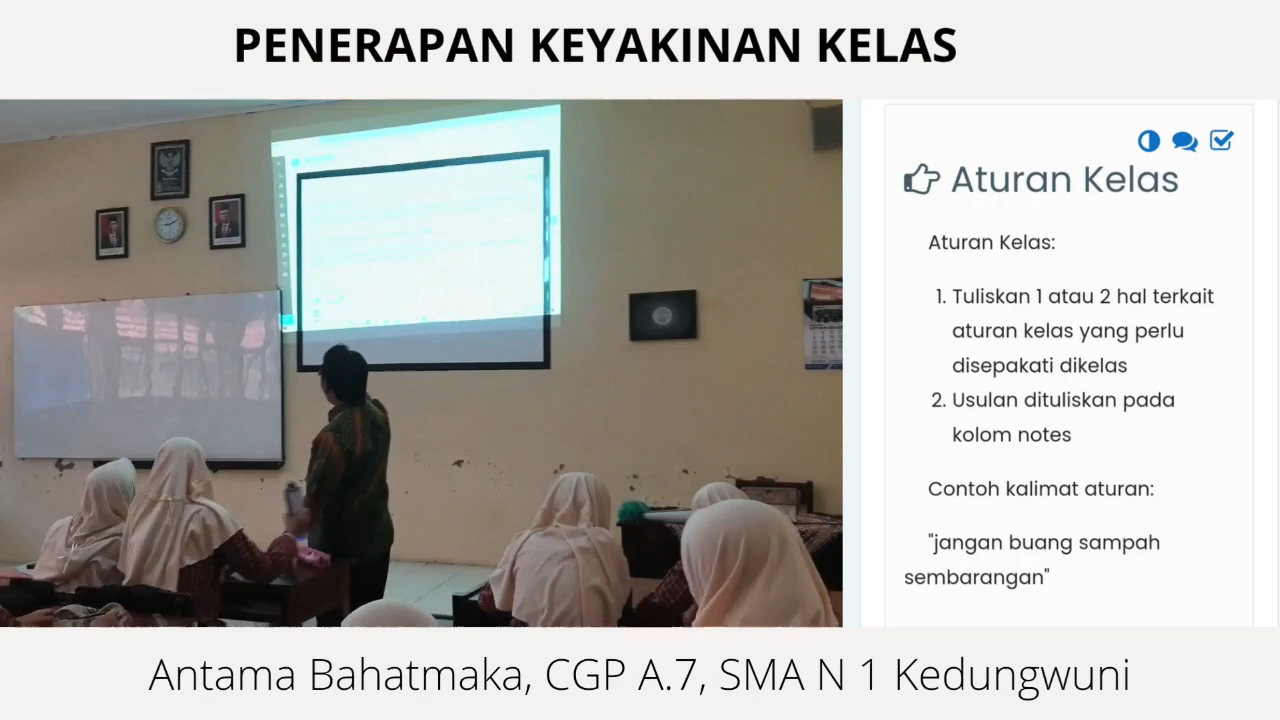 PENERAPAN KEYAKINAN KELAS
Aturan Kelas
Aturan Kelas:
1. Tuliskan 1 atau 2 hal terkait
aturan kelas yang perlu
disepakati dikelas
2. Usulan dituliskan pada
kolom notes
Contoh kalimat aturan:
"jangan buang sampah
sembarangan"
Antama Bahatmaka, CGP A.7, SMA N 1 Kedungwuni